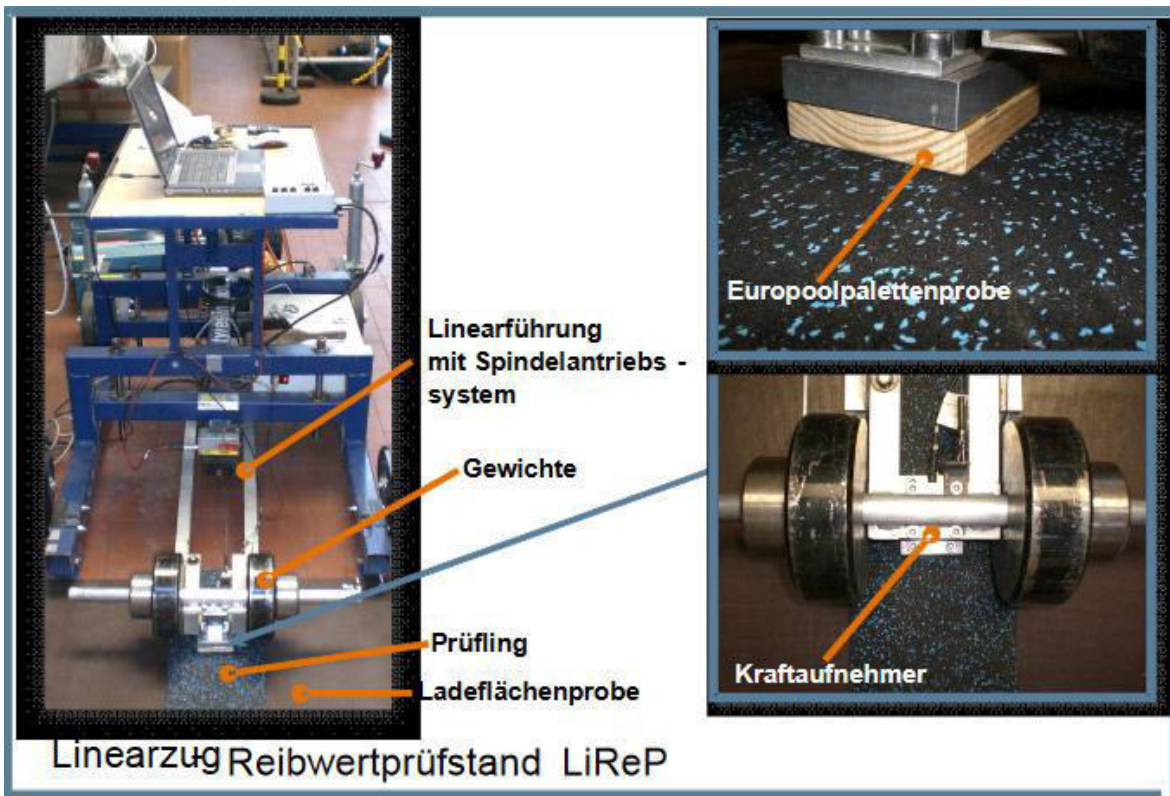 Linearführung
mit Spindelantriebs -
system
Gewichte
Prüfling
Ladeflächenprobe
Europoolpalettenprobe
Kraftaufnehmer
Linearzug Reibwertprüfstand LiReP